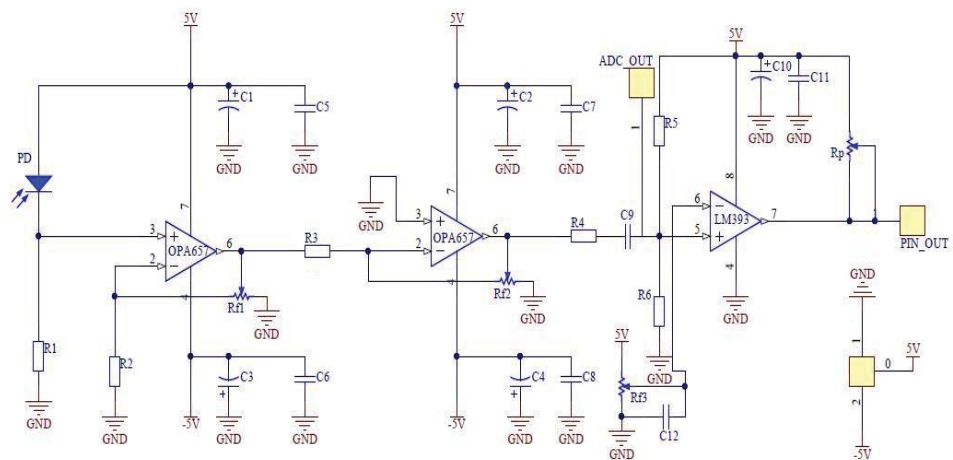 5V
5V
5V
ADC_OUT
C1
C5
C2
C7
C10
C11
GND
GND
GND
GND
GND
GND
1
R5
Rp
PD
7
7
8
GND
3
OPA657
6
2
4
R3
3
OPA657
6
2
4
R4
C9
6
5
LM393
7
4
PIN_OUT
Rf1
GND
Rf2
GND
R6
GND
GND
R1
R2
GND
5V
Rf3
C12
GND
GND
1
0
5V
2
-5V
C3
C6
C4
C8
GND
GND
GND
GND
GND
GND
-5V
-5V